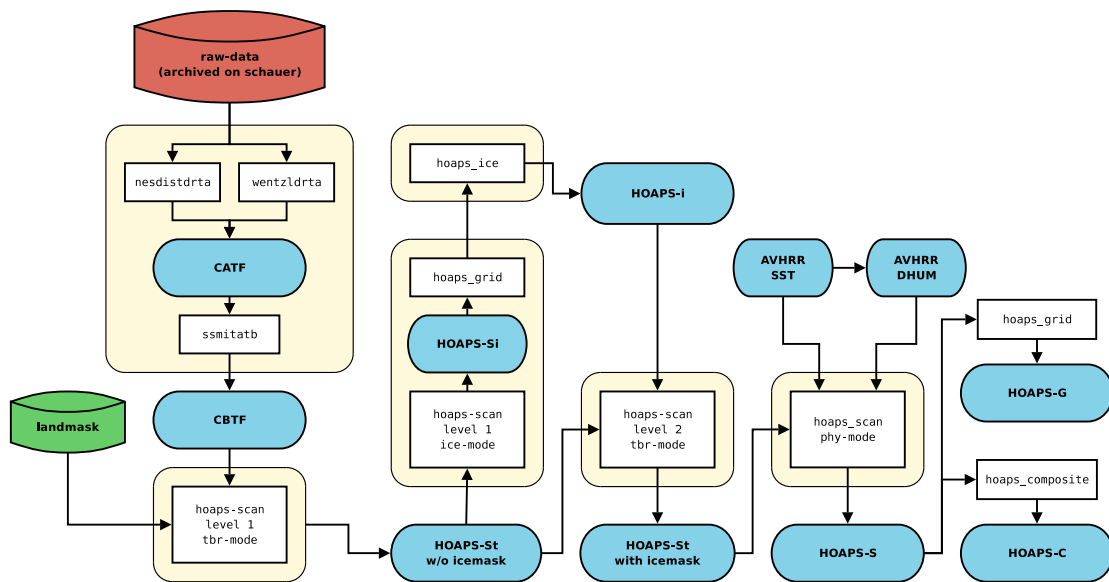 raw-data
(archived on schauer)
nesdistdrta
wentzldrta
CATF
ssmitatb
CBTF
landmask
hoaps-scan
level 1
tbr-mode
hoaps_ice
hoaps_grid
HOAPS-Si
hoaps-scan
level 1
ice-mode
HOAPS-St
w/o icemask
HOAPS-i
hoaps-scan
level 2
tbr-mode
HOAPS-St
with icemask
AVHRR
SST
AVHRR
DHUM
hoaps_scan
phy-mode
HOAPS-S
hoaps_grid
HOAPS-G
hoaps_composite
HOAPS-C